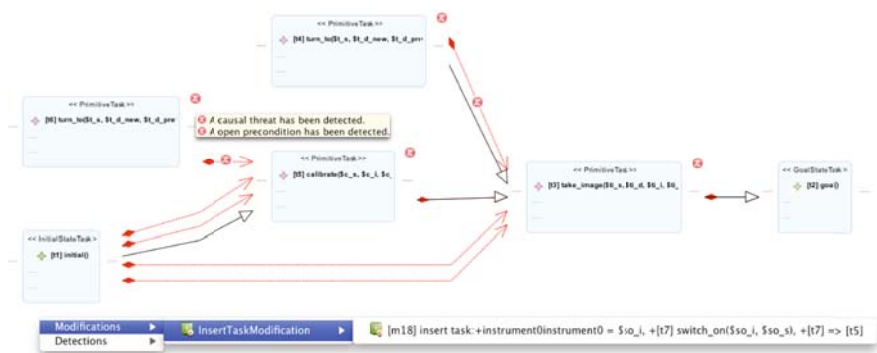 << PrimitiveTask >>
[t4] turn_to($t_s, $t_d_new, $t_d_pre
<< PrimitiveTask >>
[t6] turn_to($t_s, $t_d_new, $t_d_pre
A causal threat has been detected.
A open precondition has been detected.
<< PrimitiveTask >>
[t5] calibrate($c_s, $c_i, $c_
<< PrimitiveTask >>
[t3] take_image($ti_s, $ti_d, $ti_i, $ti_
<< GoalStateTask >
[t2] goal()
<< InitialStateTask >
[t1] initial()
Modifications
InsertTaskModification
[m18] insert task:+instrument0instrument0 = $so_i, +[t7] switch_on($so_i, $so_s), +[t7] => [t5]
Detections